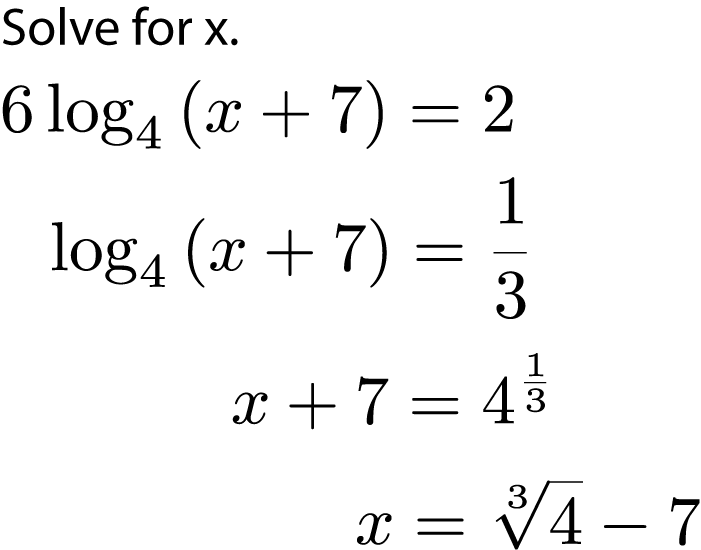 Solve for x.
6 log₄ (x + 7) = 2
log₄ (x + 7) = 1/3
x + 7 = 4^(1/3)
x = ∛4 − 7